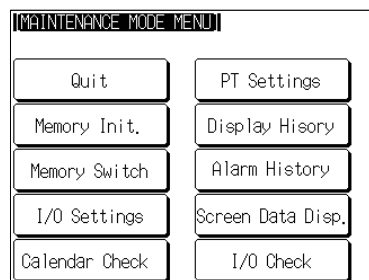 [MAINTENANCE MODE MENU]
Quit
PT Settings
Memory Init.
Display Hisory
Memory Switch
Alarm History
I/O Settings
Screen Data Disp.
Calendar Check
I/O Check